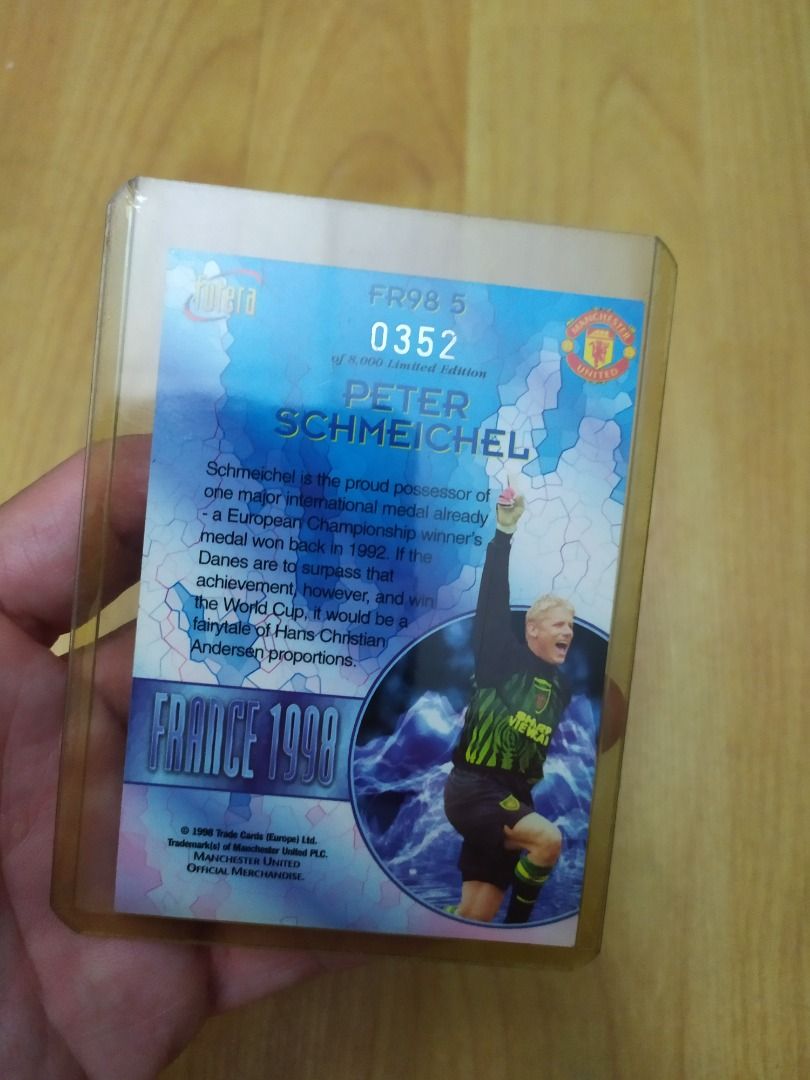 futera
FR98 5
0352
of 8,000 Limited Edition
MANCHESTER
UNITED
PETER
SCHMEICHEL
Schmeichel is the proud possessor of
one major international medal already
- a European Championship winner's
medal won back in 1992. If the
Danes are to surpass that
achievement, however, and win
the World Cup, it would be a
fairytale of Hans Christian
Andersen proportions.
FRANCE 1998
© 1998 Trade Cards (Europe) Ltd.
Trademark(s) of Manchester United PLC.
MANCHESTER UNITED
OFFICIAL MERCHANDISE.